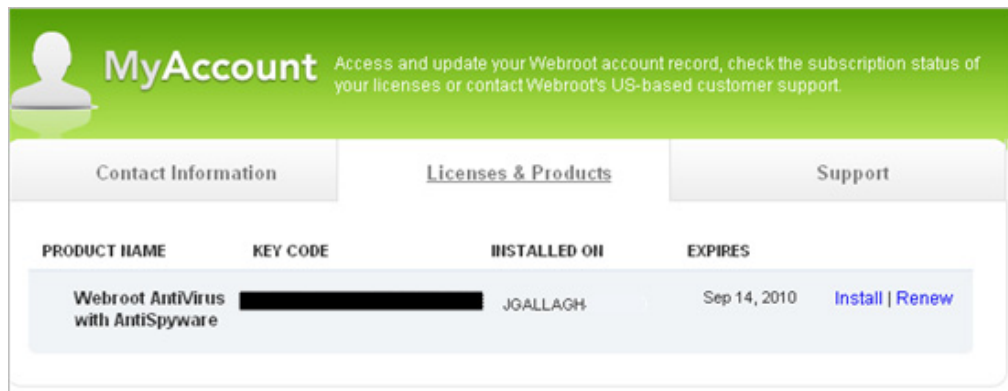 MyAccount
Access and update your Webroot account record, check the subscription status of
your licenses or contact Webroot's US-based customer support.
Contact Information
Licenses & Products
Support
PRODUCT NAME KEY CODE INSTALLED ON EXPIRES
Webroot AntiVirus JGALLAGH Sep 14, 2010 Install | Renew
with AntiSpyware